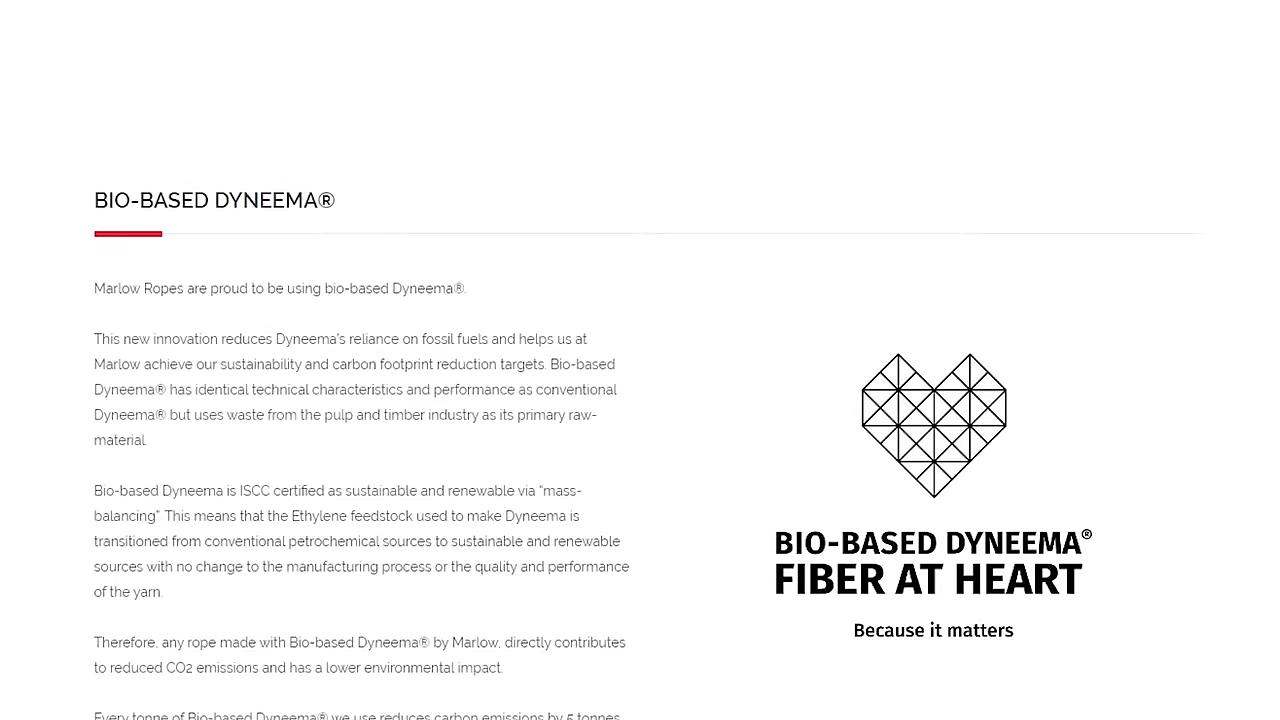 BIO-BASED DYNEEMA®
Marlow Ropes are proud to be using bio-based Dyneema®.
This new innovation reduces Dyneema's reliance on fossil fuels and helps us at
Marlow achieve our sustainability and carbon footprint reduction targets. Bio-based
Dyneema® has identical technical characteristics and performance as conventional
Dyneema® but uses waste from the pulp and timber industry as its primary raw-
material.
Bio-based Dyneema is ISCC certified as sustainable and renewable via “mass-
balancing”. This means that the Ethylene feedstock used to make Dyneema is
transitioned from conventional petrochemical sources to sustainable and renewable
sources with no change to the manufacturing process or the quality and performance
of the yarn.
Therefore, any rope made with Bio-based Dyneema® by Marlow, directly contributes
to reduced CO2 emissions and has a lower environmental impact.
Every tonne of Bio-based Dyneema® we use reduces carbon emissions by 5 tonnes
BIO-BASED DYNEEMA®
FIBER AT HEART
Because it matters